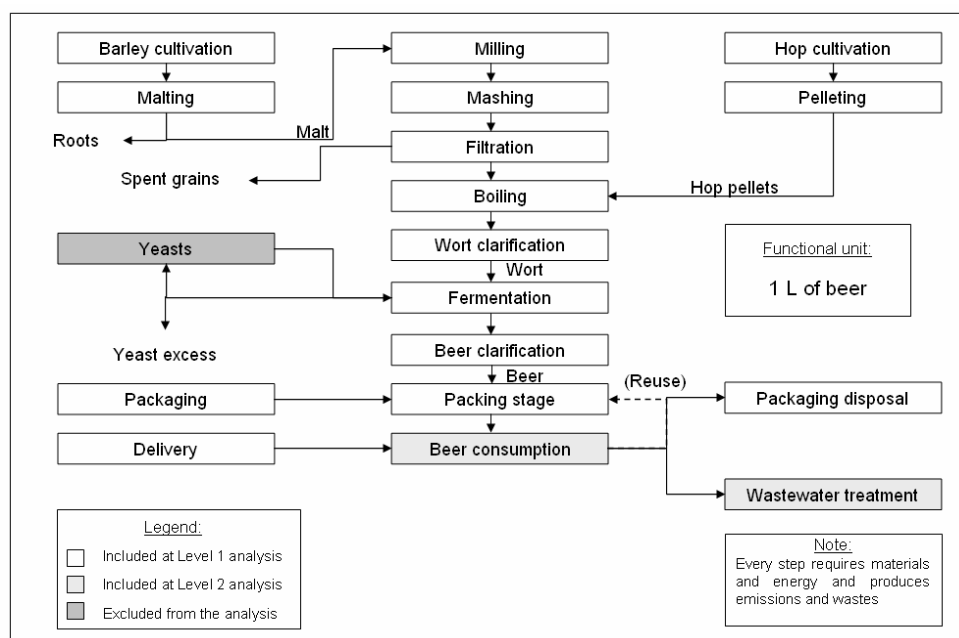 Barley cultivation
Milling
Hop cultivation
Malting
Mashing
Pelleting
Roots
Malt
Filtration
Spent grains
Boiling
Hop pellets
Yeasts
Wort clarification
Wort
Fermentation
Functional unit:
1 L of beer
Yeast excess
Beer clarification
Beer
(Reuse)
Packaging
Packing stage
Packaging disposal
Delivery
Beer consumption
Wastewater treatment
Legend:
Included at Level 1 analysis
Included at Level 2 analysis
Excluded from the analysis
Note:
Every step requires materials
and energy and produces
emissions and wastes